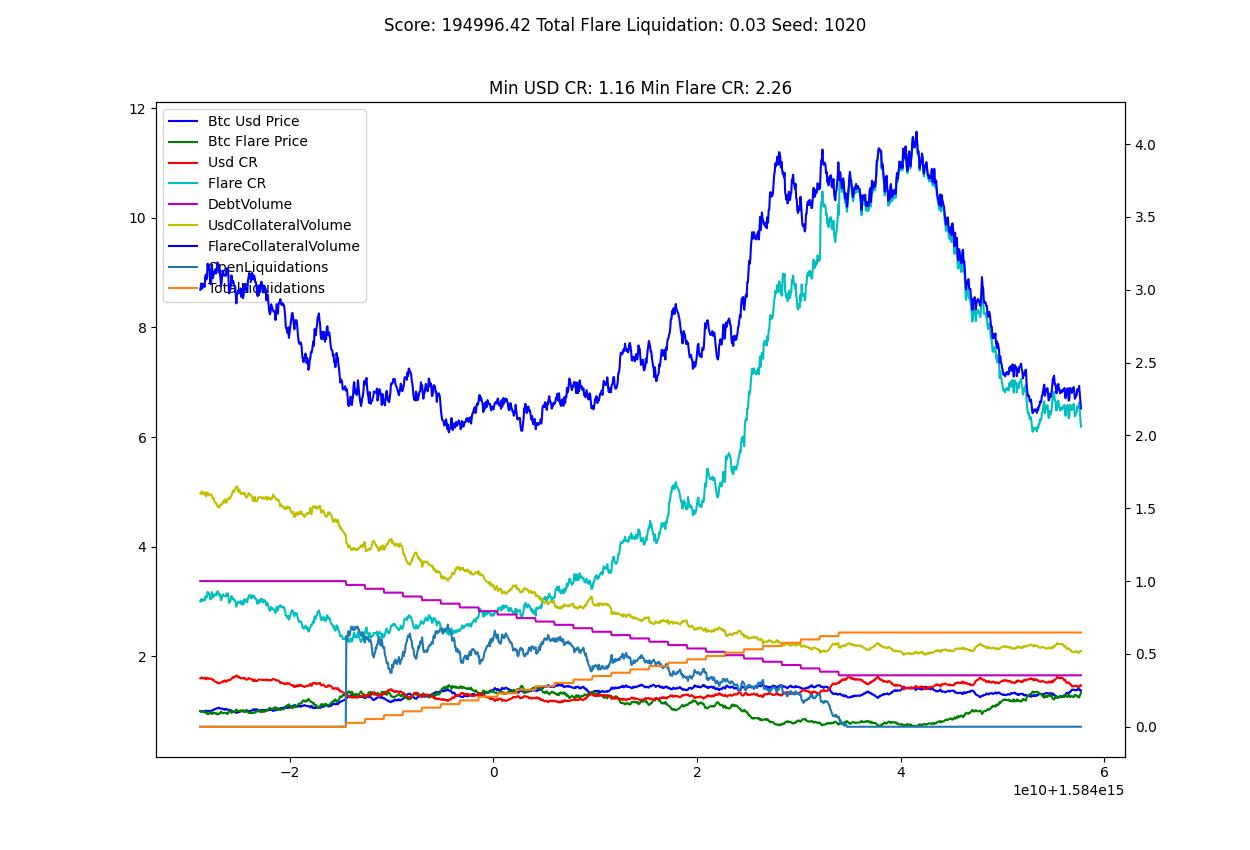 Score: 194996.42 Total Flare Liquidation: 0.03 Seed: 1020
Min USD CR: 1.16 Min Flare CR: 2.26
Btc Usd Price
Btc Flare Price
Usd CR
Flare CR
DebtVolume
UsdCollateralVolume
FlareCollateralVolume
OpenLiquidations
TotalLiquidations
12
10
8
6
4
2
4.0
3.5
3.0
2.5
2.0
1.5
1.0
0.5
0.0
−2 0 2 4 6
1e10+1.584e15